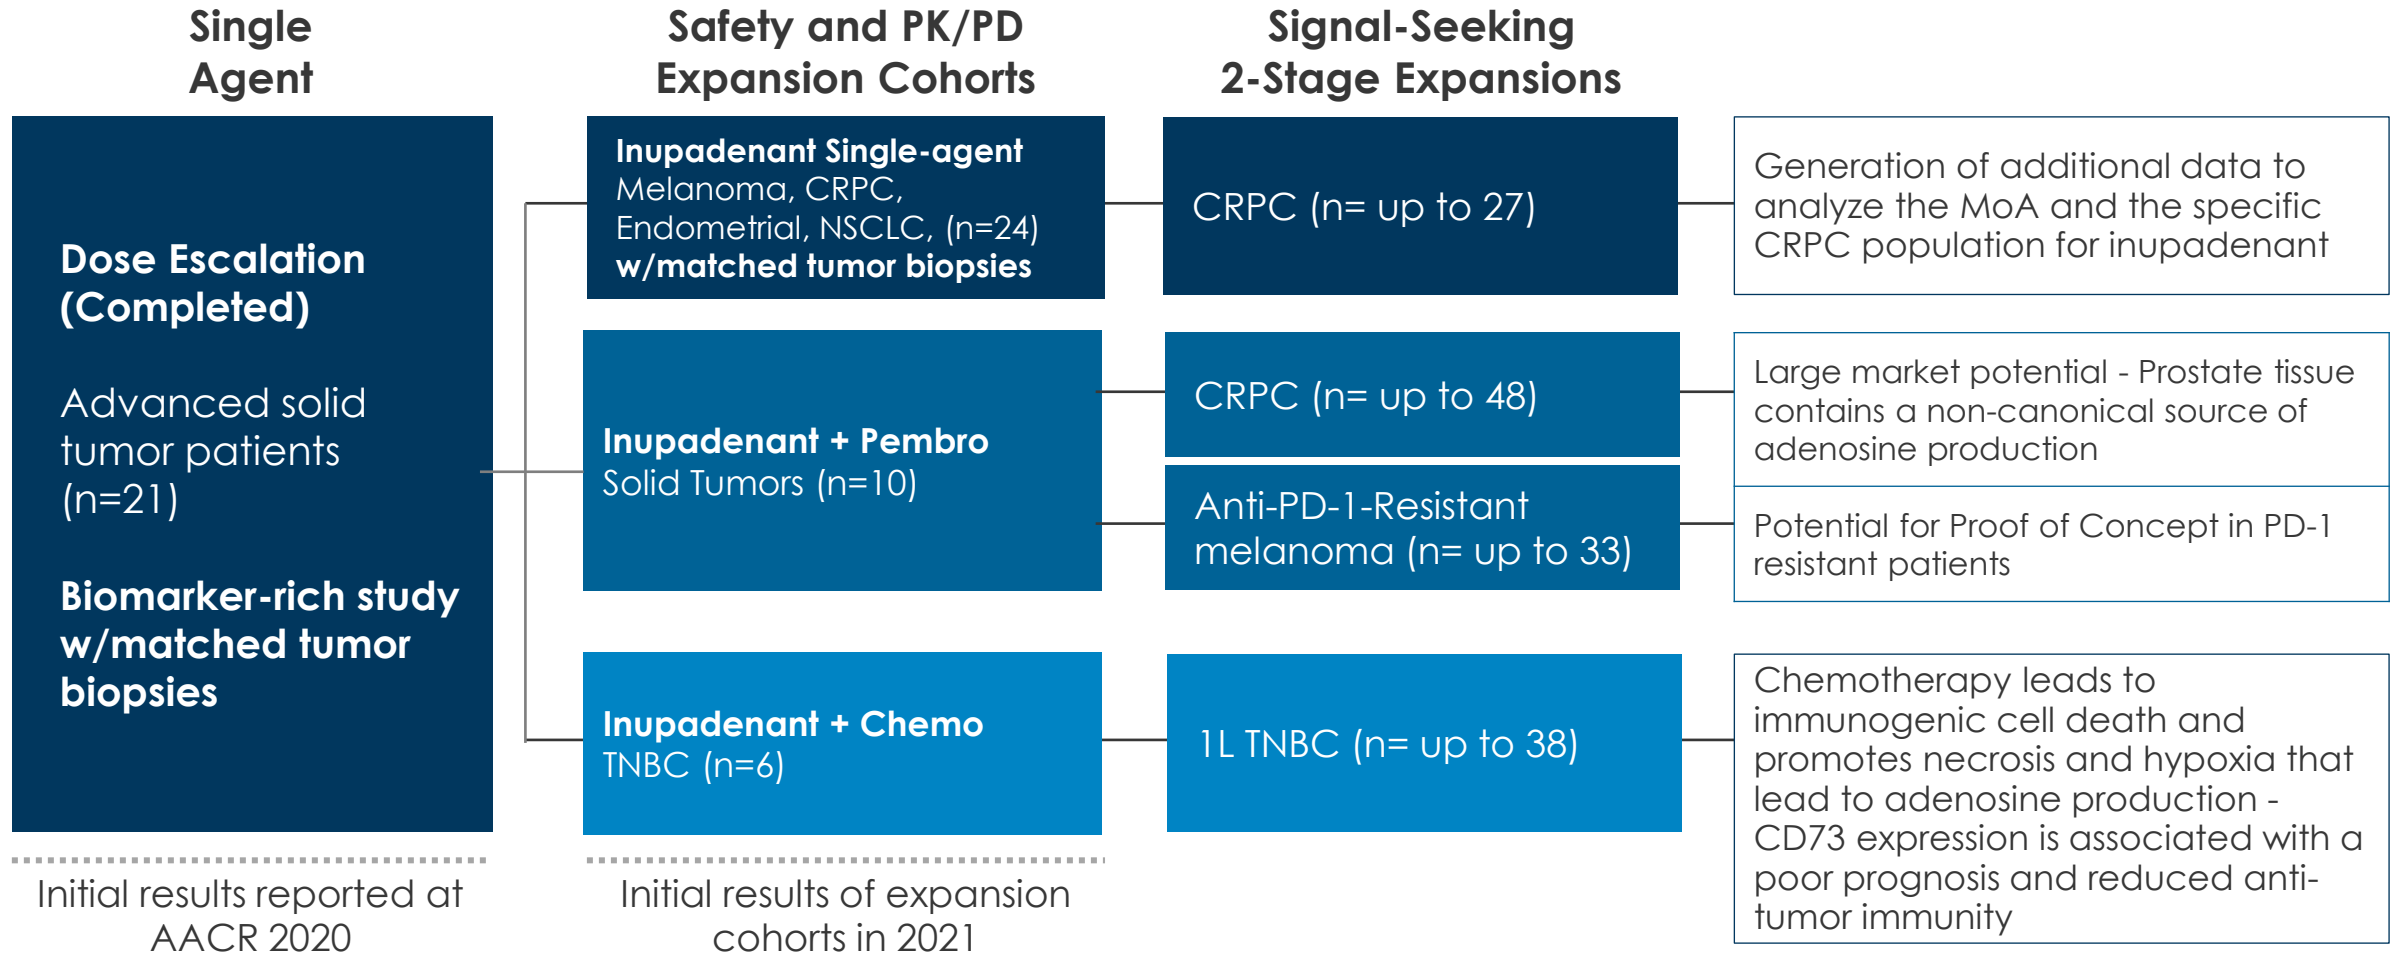 Single
Agent
Safety and PK/PD
Expansion Cohorts
Signal-Seeking
2-Stage Expansions
Dose Escalation
(Completed)
Advanced solid
tumor patients
(n=21)
Biomarker-rich study
w/matched tumor
biopsies
Initial results reported at
AACR 2020
Inupadenant Single-agent
Melanoma, CRPC,
Endometrial, NSCLC, (n=24)
w/matched tumor biopsies
Inupadenant + Pembro
Solid Tumors (n=10)
Inupadenant + Chemo
TNBC (n=6)
Initial results of expansion
cohorts in 2021
CRPC (n= up to 27)
CRPC (n= up to 48)
Anti-PD-1-Resistant
melanoma (n= up to 33)
1L TNBC (n= up to 38)
Generation of additional data to
analyze the MoA and the specific
CRPC population for inupadenant
Large market potential - Prostate tissue
contains a non-canonical source of
adenosine production
Potential for Proof of Concept in PD-1
resistant patients
Chemotherapy leads to
immunogenic cell death and
promotes necrosis and hypoxia that
lead to adenosine production -
CD73 expression is associated with a
poor prognosis and reduced anti-
tumor immunity